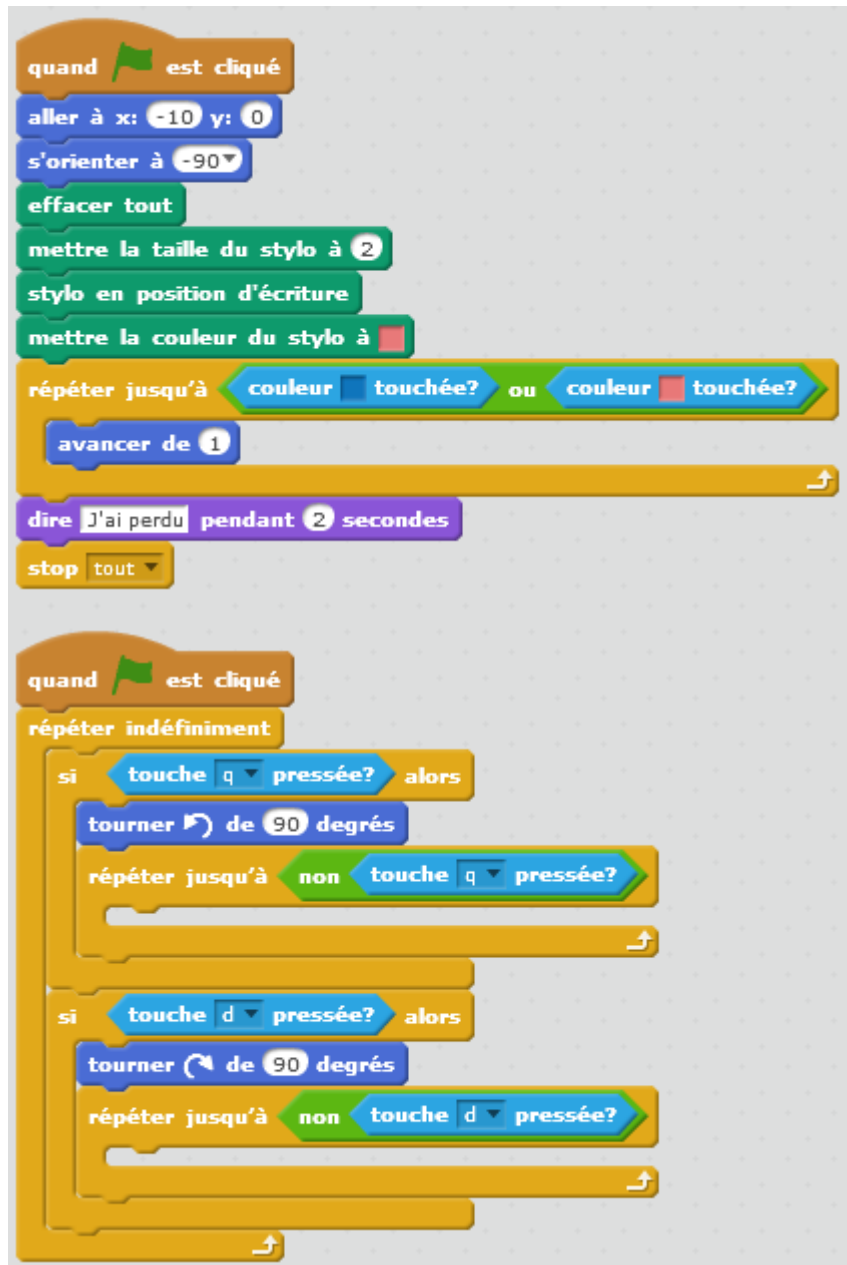 quand est cliqué
aller à x: -10 y: 0
s'orienter à -90
effacer tout
mettre la taille du stylo à 2
stylo en position d'écriture
mettre la couleur du stylo à
répéter jusqu'à couleur touchée? ou couleur touchée?
avancer de 1
dire J'ai perdu pendant 2 secondes
stop tout
quand est cliqué
répéter indéfiniment
si touche q pressée? alors
tourner de 90 degrés
répéter jusqu'à non touche q pressée?
si touche d pressée? alors
tourner de 90 degrés
répéter jusqu'à non touche d pressée?